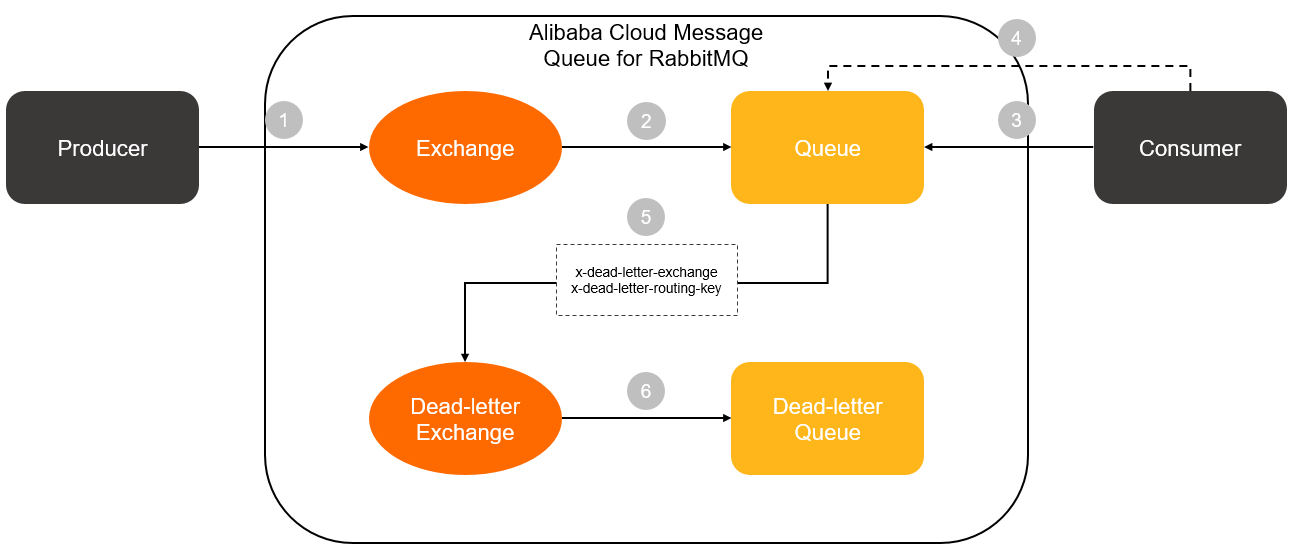 Alibaba Cloud Message
Queue for RabbitMQ
4
1
2
3
Producer
Exchange
Queue
Consumer
5
x-dead-letter-exchange
x-dead-letter-routing-key
6
Dead-letter
Exchange
Dead-letter
Queue